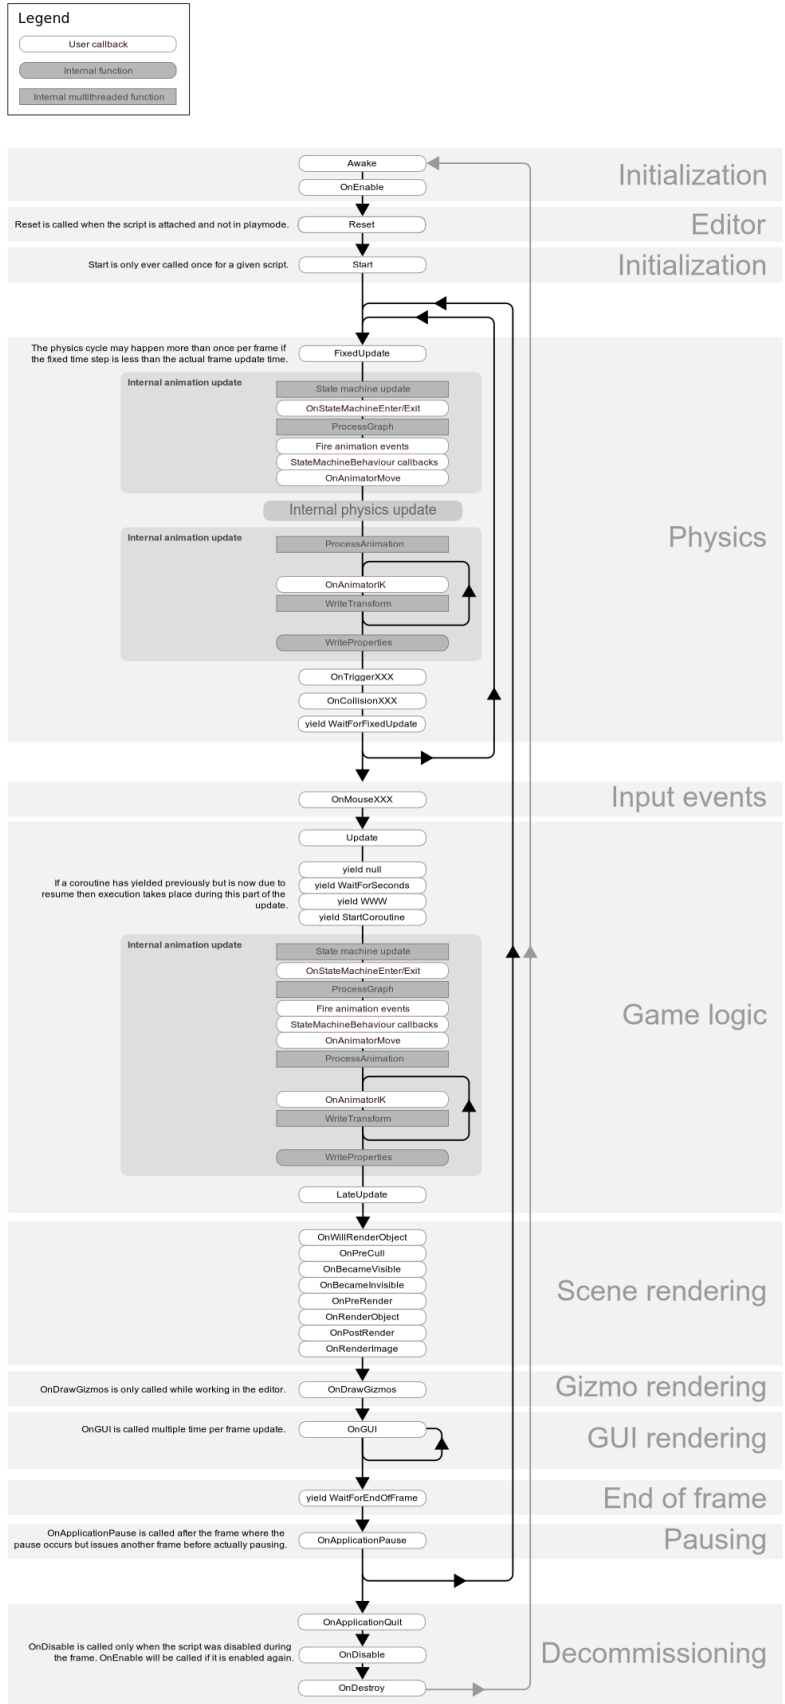 Legend
User callback
Internal function
Internal multithreaded function
Awake
OnEnable
Initialization
Reset is called when the script is attached and not in playmode.
Reset
Editor
Start is only ever called once for a given script.
Start
Initialization
The physics cycle may happen more than once per frame if
the fixed time step is less than the actual frame update time.
FixedUpdate
Internal animation update
State machine update
OnStateMachineEnter/Exit
ProcessGraph
Fire animation events
StateMachineBehaviour callbacks
OnAnimatorMove
Internal physics update
Physics
Internal animation update
ProcessAnimation
OnAnimatorIK
WriteTransform
WriteProperties
OnTriggerXXX
OnCollisionXXX
yield WaitForFixedUpdate
OnMouseXXX
Input events
Update
yield null
yield WaitForSeconds
yield WWW
yield StartCoroutine
If a coroutine has yielded previously but is now due to
resume then execution takes place during this part of the
update.
Internal animation update
State machine update
OnStateMachineEnter/Exit
ProcessGraph
Fire animation events
StateMachineBehaviour callbacks
OnAnimatorMove
ProcessAnimation
Game logic
OnAnimatorIK
WriteTransform
WriteProperties
LateUpdate
OnWillRenderObject
OnPreCull
OnBecameVisible
OnBecameInvisible
OnPreRender
OnRenderObject
OnPostRender
OnRenderImage
Scene rendering
OnDrawGizmos is only called while working in the editor.
OnDrawGizmos
Gizmo rendering
OnGUI is called multiple time per frame update.
OnGUI
GUI rendering
yield WaitForEndOfFrame
End of frame
OnApplicationPause is called after the frame where the
pause occurs but issues another frame before actually pausing.
OnApplicationPause
Pausing
OnApplicationQuit
OnDisable is called only when the script was disabled during
the frame. OnEnable will be called if it is enabled again.
OnDisable
Decommissioning
OnDestroy